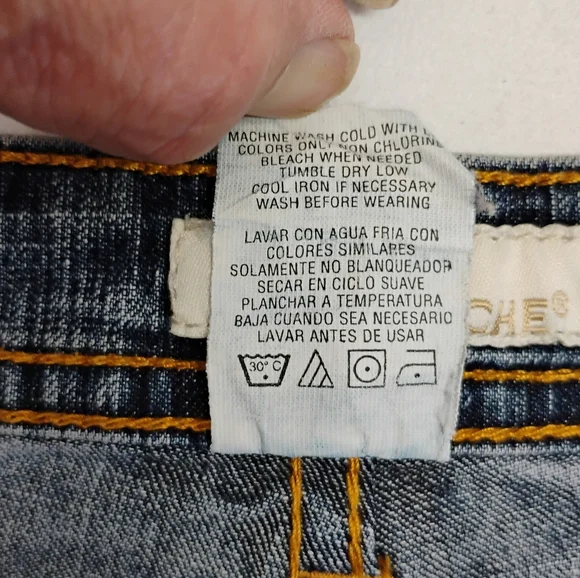 MACHINE WASH COLD WITH
COLORS ONLY NON CHLORINE
BLEACH WHEN NEEDED
TUMBLE DRY LOW
COOL IRON IF NECESSARY
WASH BEFORE WEARING
LAVAR CON AGUA FRIA CON
COLORES SIMILARES
SOLAMENTE NO BLANQUEADOR
SECAR EN CICLO SUAVE
PLANCHAR A TEMPERATURA
BAJA CUANDO SEA NECESARIO
LAVAR ANTES DE USAR
30° C
CHE®